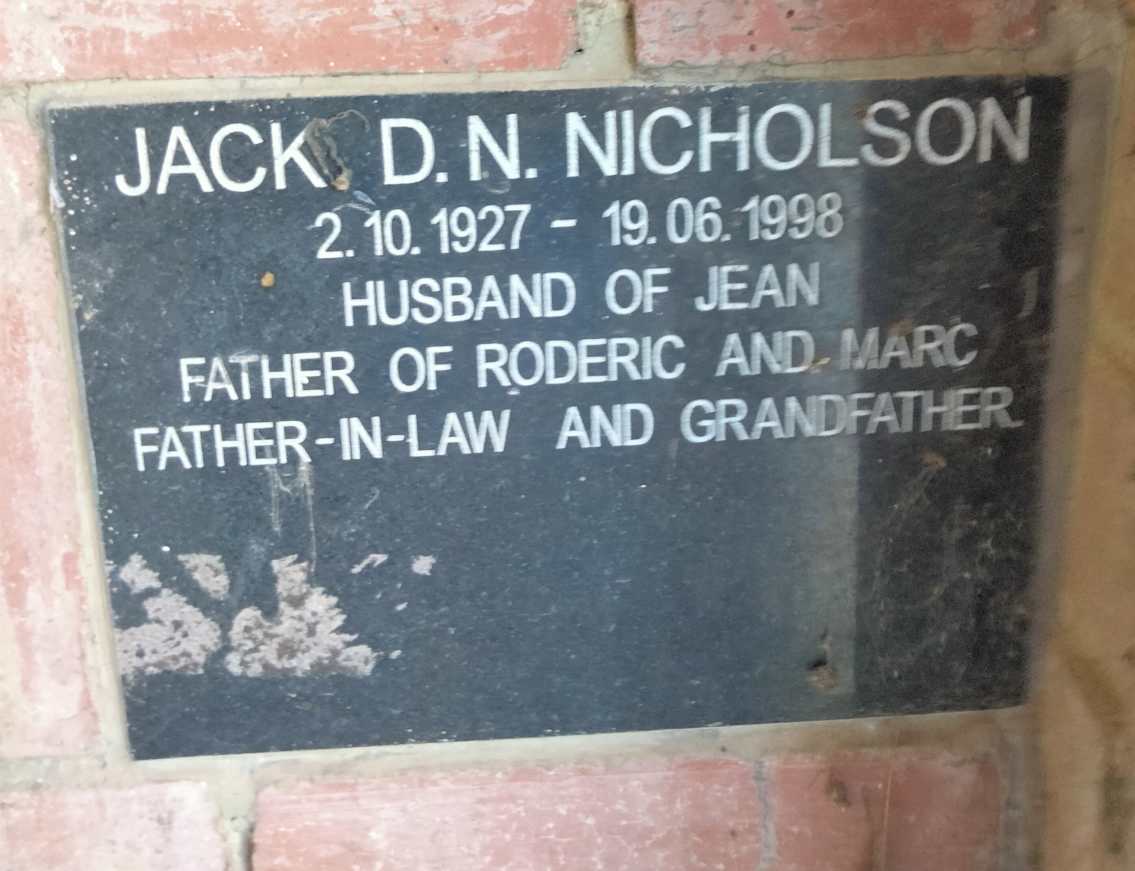 JACK D.N. NICHOLSON
2.10.1927 - 19.06.1998
HUSBAND OF JEAN
FATHER OF RODERIC AND MARC
FATHER-IN-LAW AND GRANDFATHER